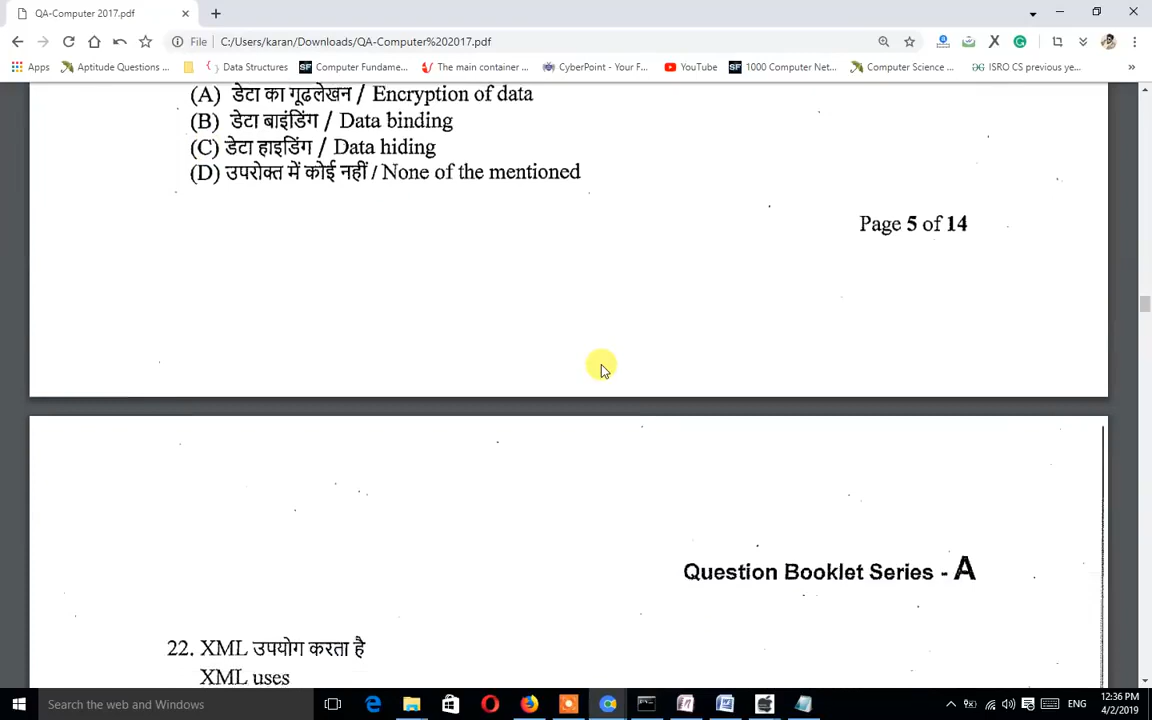 QA-Computer 2017.pdf
File C:/Users/karan/Downloads/QA-Computer%202017.pdf
Apps Aptitude Questions ... Data Structures SF Computer Fundame... The main container ... CyberPoint - Your F... YouTube SF 1000 Computer Net... Computer Science ... ISRO CS previous ye... »
(A) डेटा का गूढलेखन / Encryption of data
(B) डेटा बाइंडिंग / Data binding
(C) डेटा हाइडिंग / Data hiding
(D) उपरोक्त में कोई नहीं / None of the mentioned
Page 5 of 14
Question Booklet Series - A
22. XML उपयोग करता है
XML uses
Search the web and Windows
ENG
12:36 PM
4/2/2019